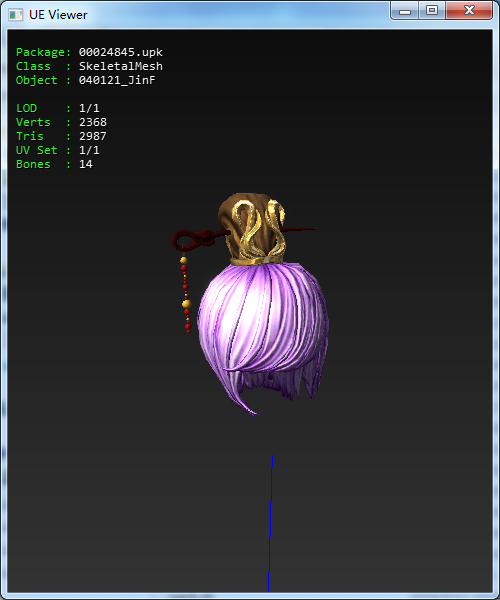 UE Viewer
Package: 00024845.upk
Class : SkeletalMesh
Object : 040121_JinF
LOD : 1/1
Verts : 2368
Tris : 2987
UV Set : 1/1
Bones : 14